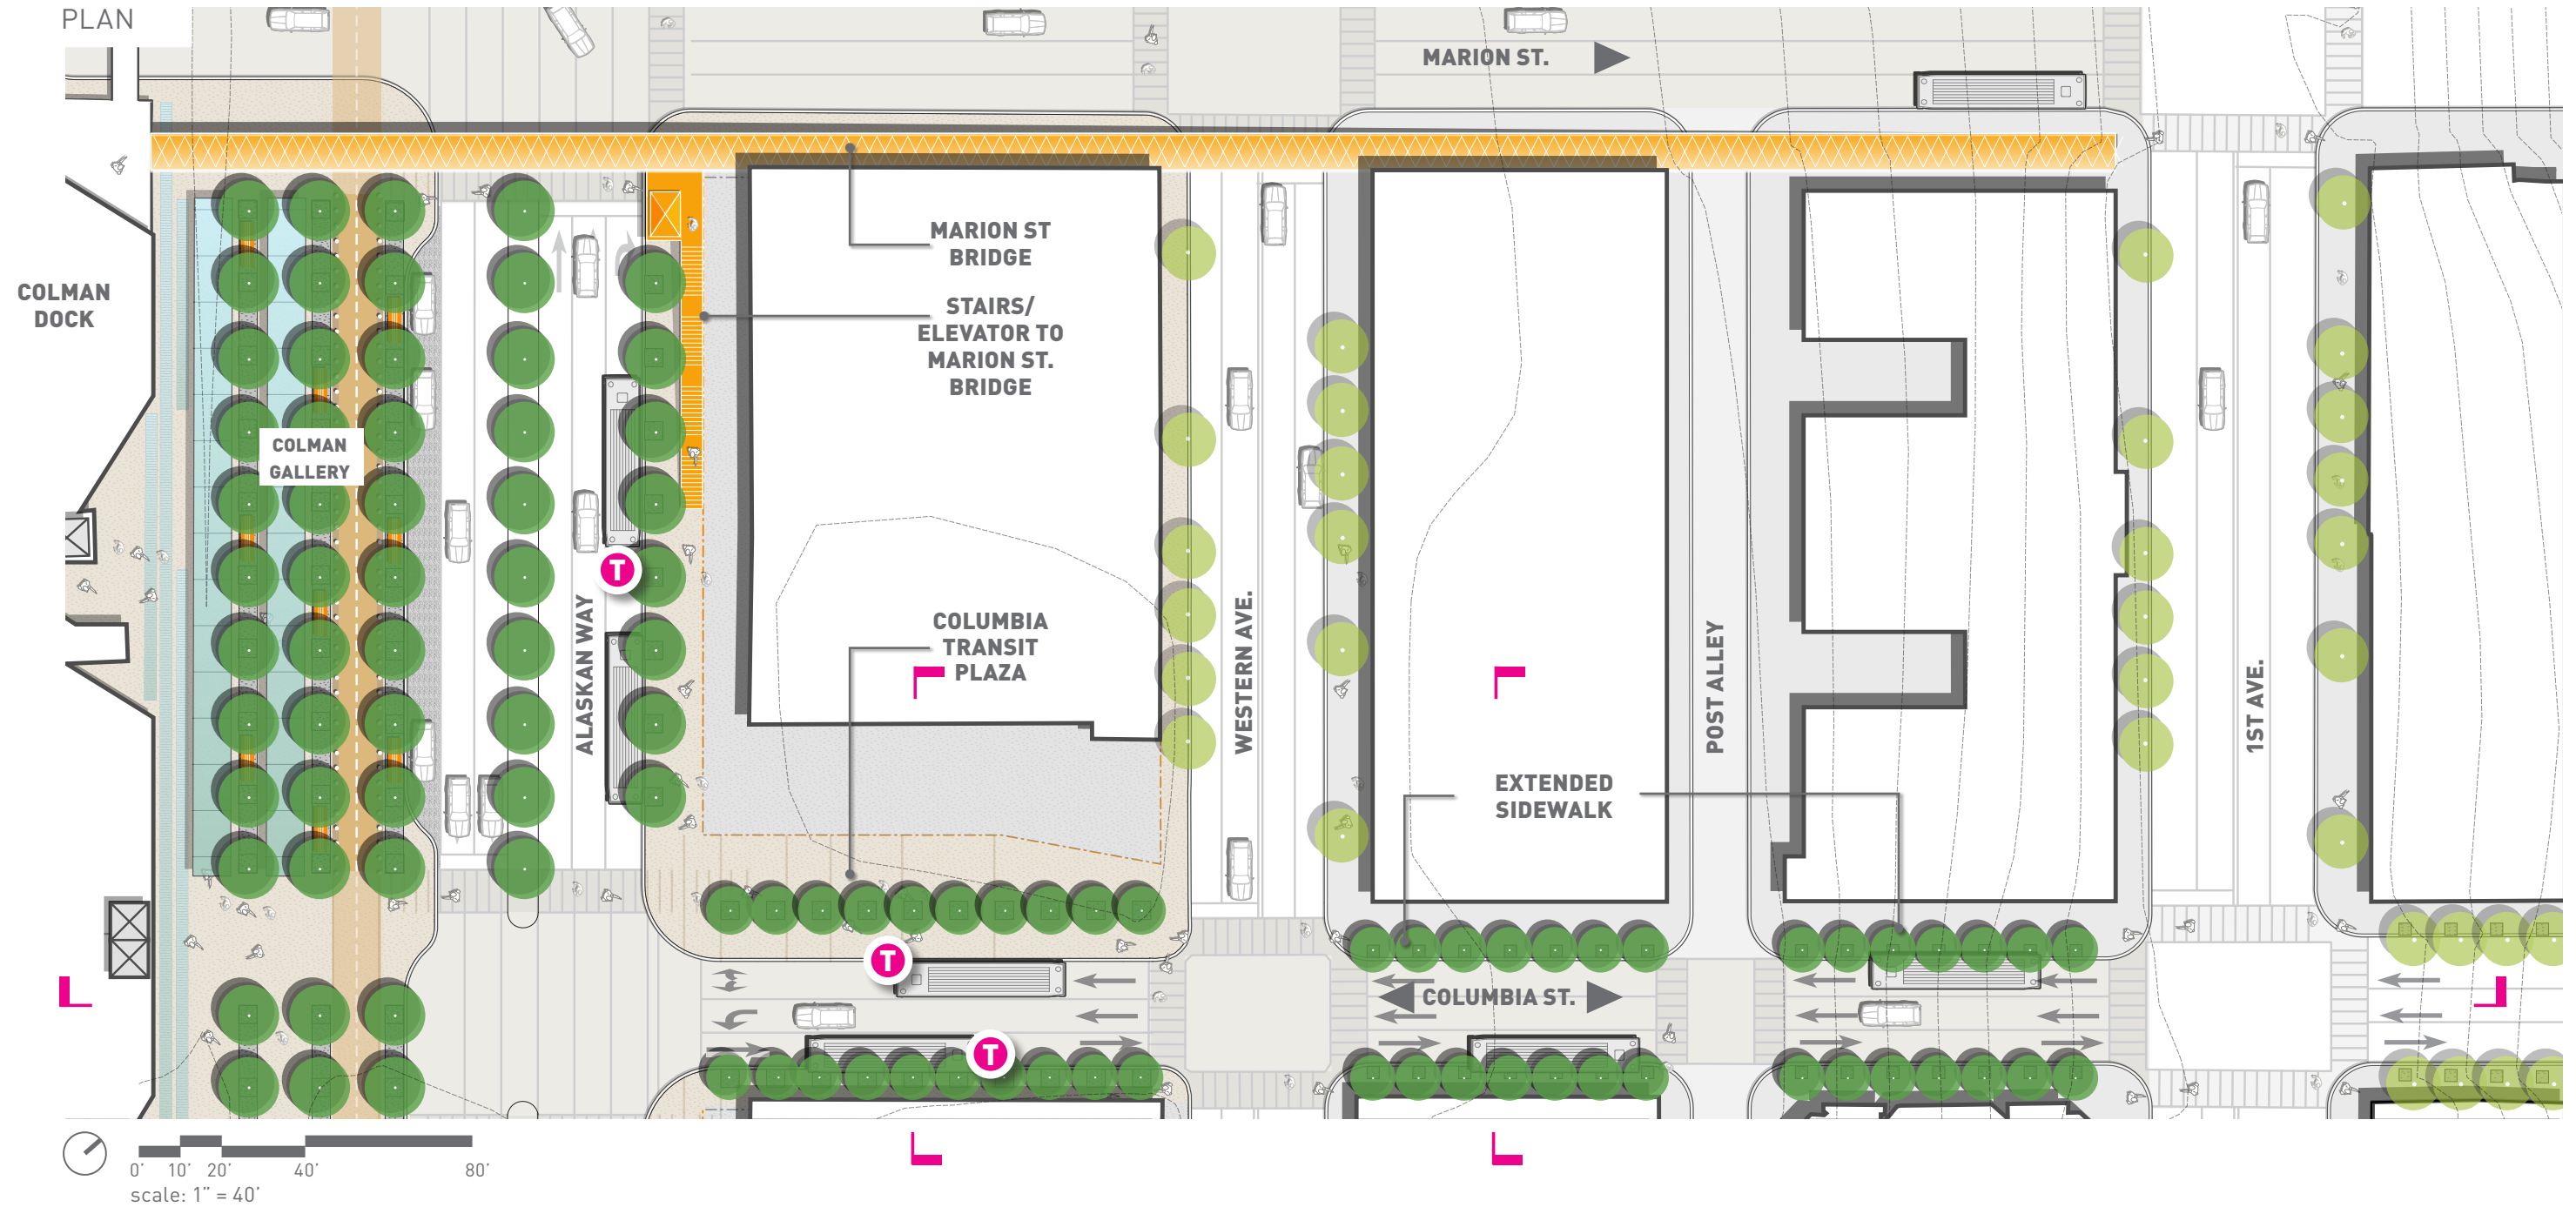 PLAN
MARION ST.
MARION ST
BRIDGE
STAIRS/
ELEVATOR TO
MARION ST.
BRIDGE
COLMAN
DOCK
COLMAN
GALLERY
T
ALASKAN WAY
COLUMBIA
TRANSIT
PLAZA
WESTERN AVE.
POST ALLEY
1ST AVE.
EXTENDED
SIDEWALK
T
COLUMBIA ST.
T
0' 10' 20' 40' 80'
scale: 1” = 40’